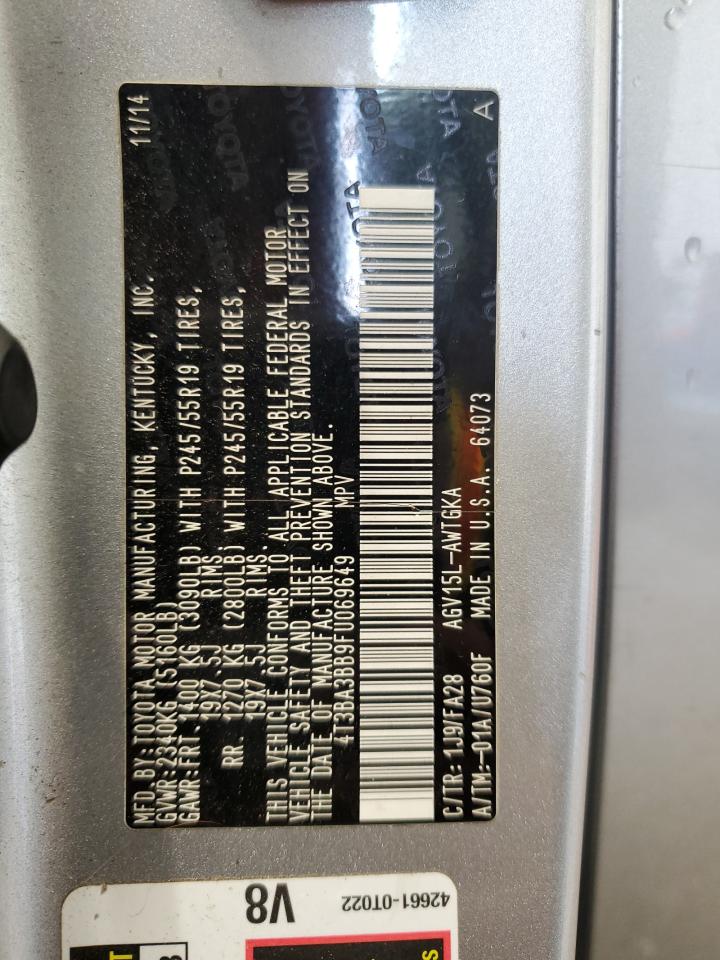 MFD. BY: TOYOTA MOTOR MANUFACTURING, KENTUCKY, INC. 11/14
GVWR:2340KG (5160LB)
GAWR:FRT. 1400 KG (3090LB) WITH P245/55R19 TIRES,
19X7.5J RIMS.
RR. 1270 KG (2800LB) WITH P245/55R19 TIRES,
19X7.5J RIMS.
THIS VEHICLE CONFORMS TO ALL APPLICABLE FEDERAL MOTOR
VEHICLE SAFETY AND THEFT PREVENTION STANDARDS IN EFFECT ON
THE DATE OF MANUFACTURE SHOWN ABOVE.
4T3BA3BB9FU069649 MPV
C/TR: 1J9/FA28 AGV15L-AWTGKA
A/TM:-01A/U760F MADE IN U.S.A. 64073 A
TOYOTA
V8
42661-0T022